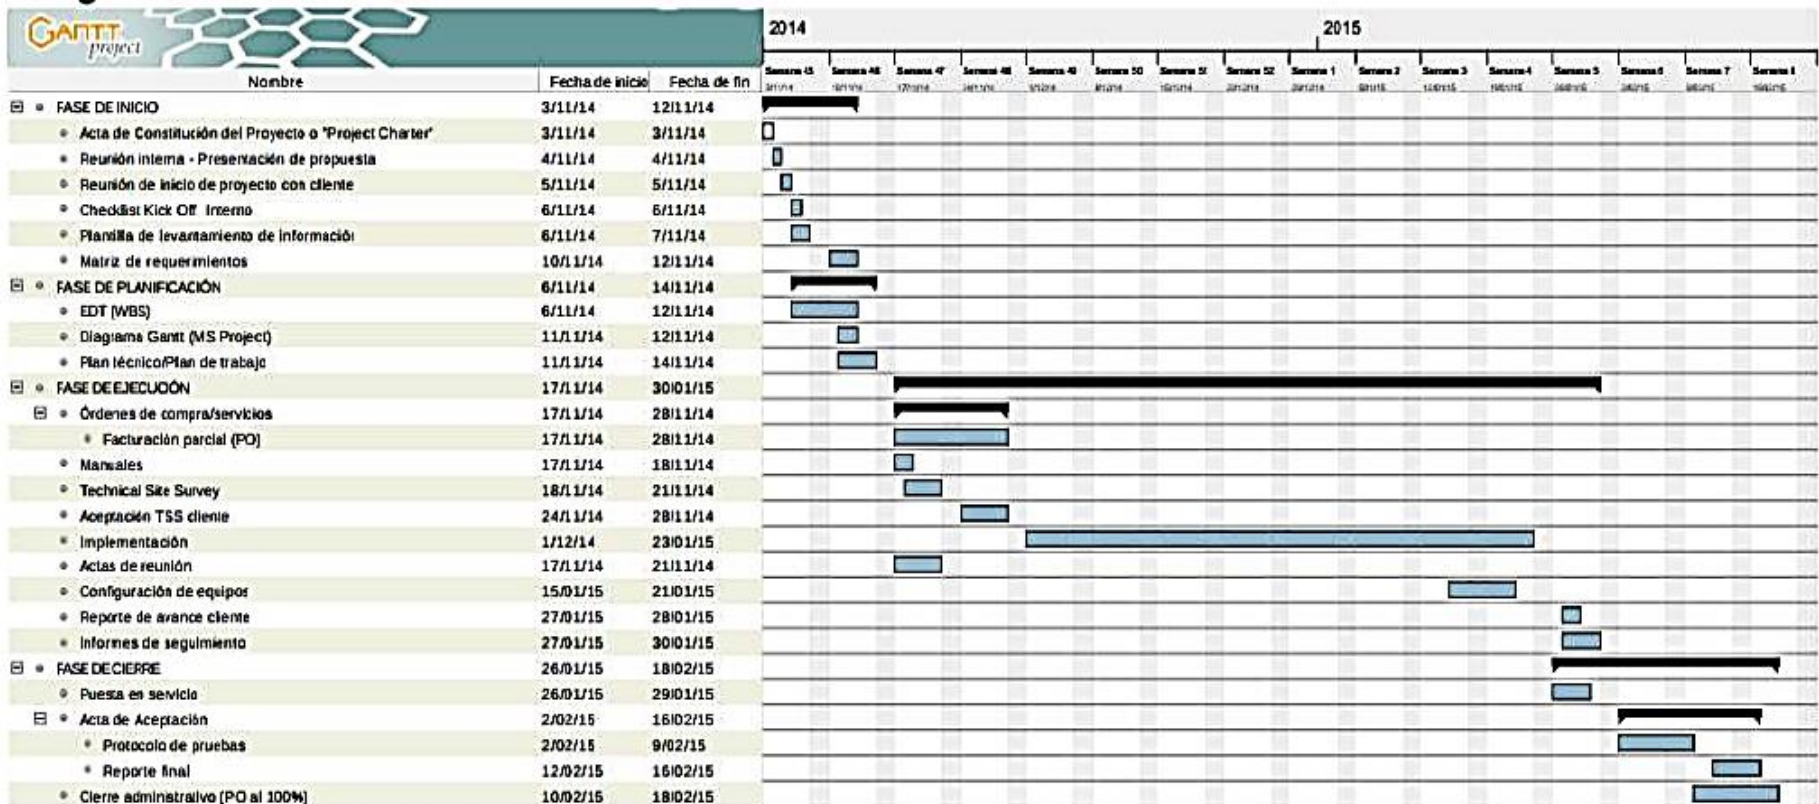 GANTT project
2014 2015
Nombre Fecha de inicio Fecha de fin Semana 45 Semana 46 Semana 47 Semana 48 Semana 49 Semana 50 Semana 51 Semana 52 Semana 1 Semana 2 Semana 3 Semana 4 Semana 5 Semana 6 Semana 7 Semana 8
FASE DE INICIO 3/11/14 12/11/14
Acta de Constitución del Proyecto o "Project Charter" 3/11/14 3/11/14
Reunión interna - Presentación de propuesta 4/11/14 4/11/14
Reunión de inicio de proyecto con cliente 5/11/14 5/11/14
Checklist Kick Off Interno 6/11/14 6/11/14
Plantilla de levantamiento de información 6/11/14 7/11/14
Matriz de requerimientos 10/11/14 12/11/14
FASE DE PLANIFICACIÓN 6/11/14 14/11/14
EDT (WBS) 6/11/14 12/11/14
Diagrama Gantt (MS Project) 11/11/14 12/11/14
Plan técnico/Plan de trabajo 11/11/14 14/11/14
FASE DE EJECUCIÓN 17/11/14 30/01/15
Órdenes de compra/servicios 17/11/14 28/11/14
Facturación parcial (PO) 17/11/14 28/11/14
Manuales 17/11/14 18/11/14
Technical Site Survey 18/11/14 21/11/14
Aceptación TSS cliente 24/11/14 28/11/14
Implementación 1/12/14 23/01/15
Actas de reunión 17/11/14 21/11/14
Configuración de equipos 15/01/15 21/01/15
Reporte de avance cliente 27/01/15 28/01/15
Informes de seguimiento 27/01/15 30/01/15
FASE DE CIERRE 26/01/15 18/02/15
Puesta en servicio 26/01/15 29/01/15
Acta de Aceptación 2/02/15 16/02/15
Protocolo de pruebas 2/02/15 9/02/15
Reporte final 12/02/15 16/02/15
Cierre administrativo (PO al 100%) 10/02/15 18/02/15